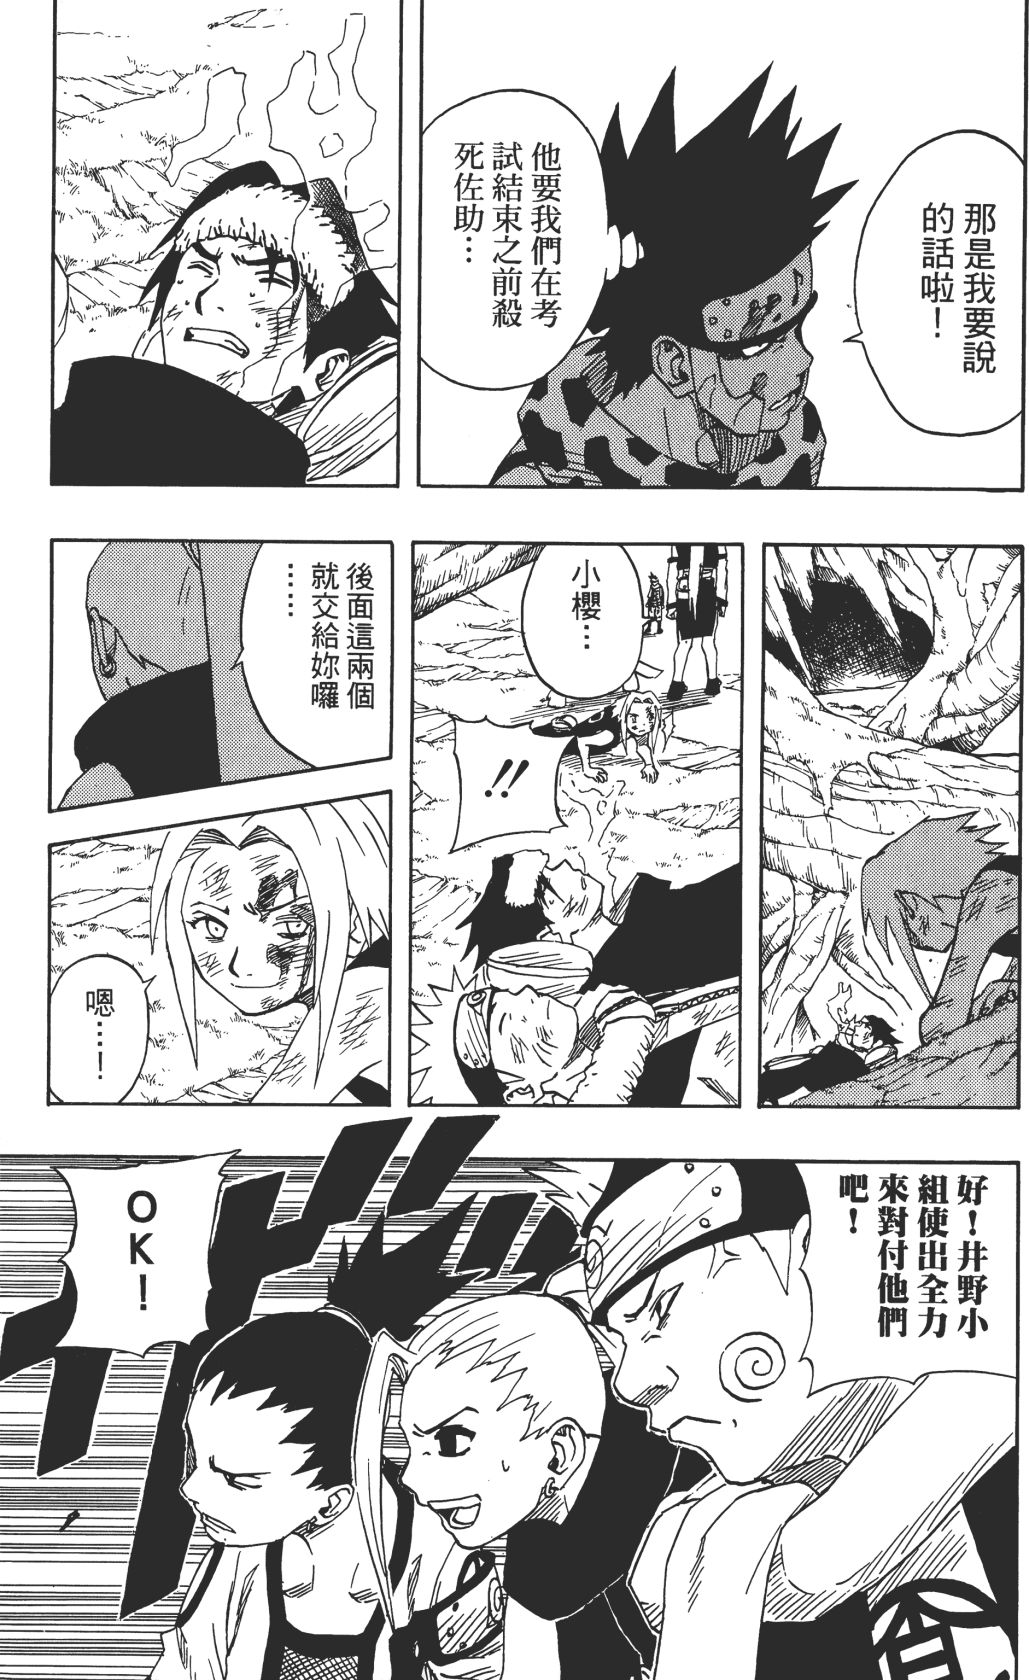 那是我要說
的話啦！
他要我們在考
試結束之前殺
死佐助…
小櫻…
!!
後面這兩個
就交給妳囉
……
嗯…！
好！井野小
組使出全力
來對付他們
吧！
OK！